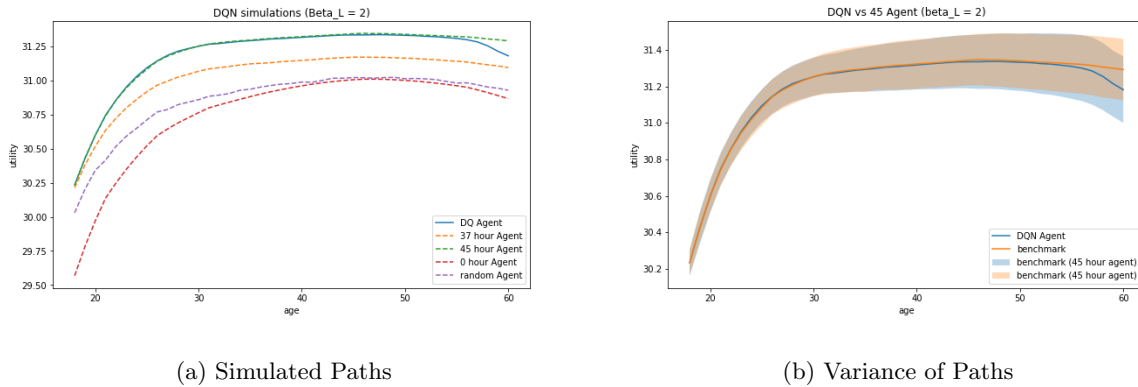 DQN simulations (Beta_L = 2)
31.25
31.00
30.75
30.50
30.25
30.00
29.75
29.50
utility
20 30 40 50 60
age
DQ Agent
37 hour Agent
45 hour Agent
0 hour Agent
random Agent
(a) Simulated Paths
DQN vs 45 Agent (beta_L = 2)
31.4
31.2
31.0
30.8
30.6
30.4
30.2
utility
20 30 40 50 60
age
DQN Agent
benchmark
benchmark (45 hour agent)
benchmark (45 hour agent)
(b) Variance of Paths